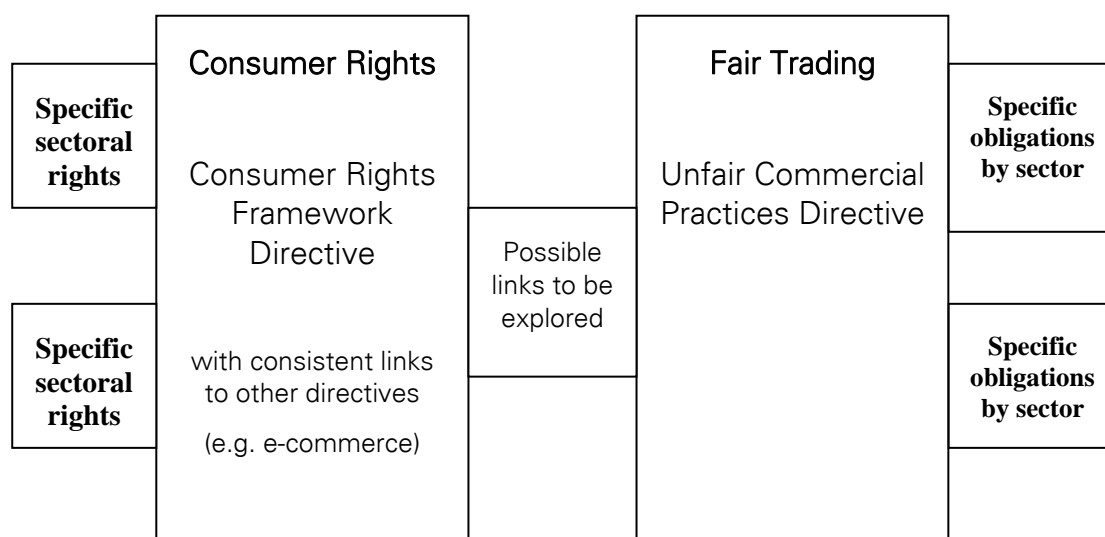 Specific
sectoral
rights
Specific
sectoral
rights
Consumer Rights
Consumer Rights
Framework
Directive
with consistent links
to other directives
(e.g. e-commerce)
Possible
links to be
explored
Fair Trading
Unfair Commercial
Practices Directive
Specific
obligations
by sector
Specific
obligations
by sector